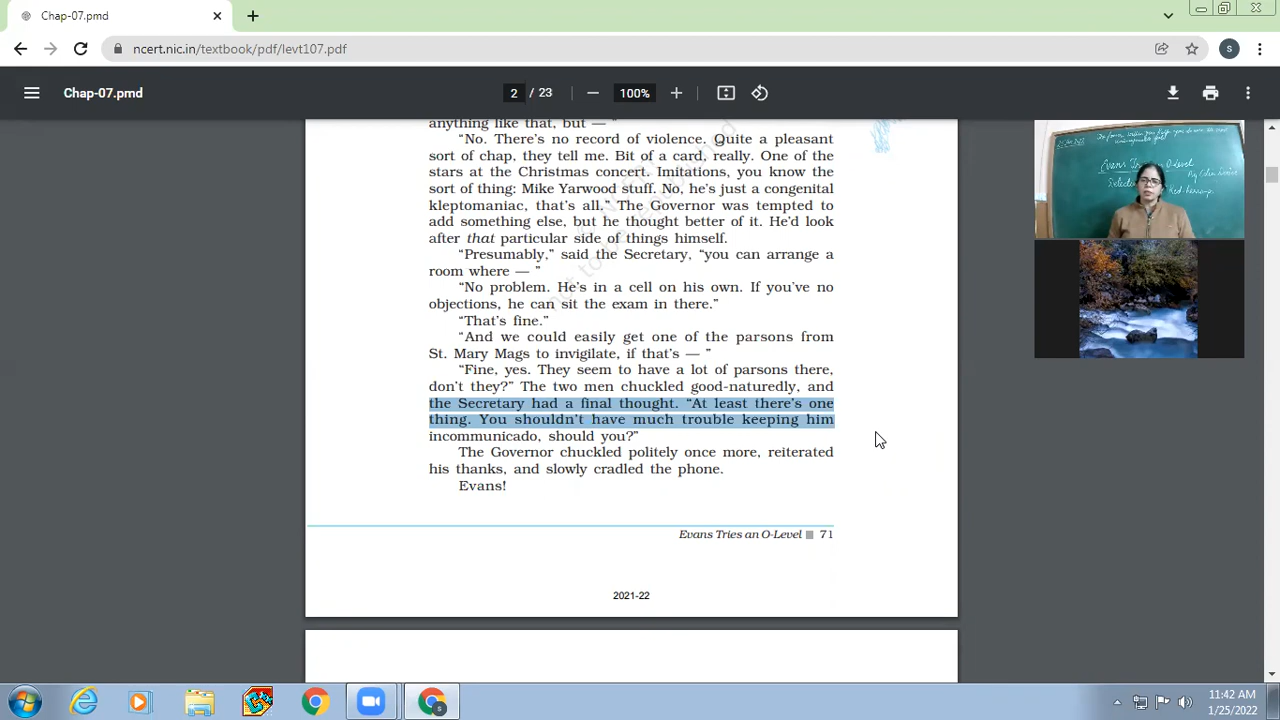 Chap-07.pmd
ncert.nic.in/textbook/pdf/levt107.pdf
S
Chap-07.pmd
2 / 23
100%
anything like that, but — ”
“No. There’s no record of violence. Quite a pleasant
sort of chap, they tell me. Bit of a card, really. One of the
stars at the Christmas concert. Imitations, you know the
sort of thing: Mike Yarwood stuff. No, he’s just a congenital
kleptomaniac, that’s all.” The Governor was tempted to
add something else, but he thought better of it. He’d look
after that particular side of things himself.
“Presumably,” said the Secretary, “you can arrange a
room where — ”
“No problem. He’s in a cell on his own. If you’ve no
objections, he can sit the exam in there.”
“That’s fine.”
“And we could easily get one of the parsons from
St. Mary Mags to invigilate, if that’s — ”
“Fine, yes. They seem to have a lot of parsons there,
don’t they?” The two men chuckled good-naturedly, and
the Secretary had a final thought. “At least there’s one
thing. You shouldn’t have much trouble keeping him
incommunicado, should you?”
The Governor chuckled politely once more, reiterated
his thanks, and slowly cradled the phone.
Evans!
Evans Tries an O-Level ■ 71
2021-22
Evans Tr O-Level
11:42 AM
1/25/2022